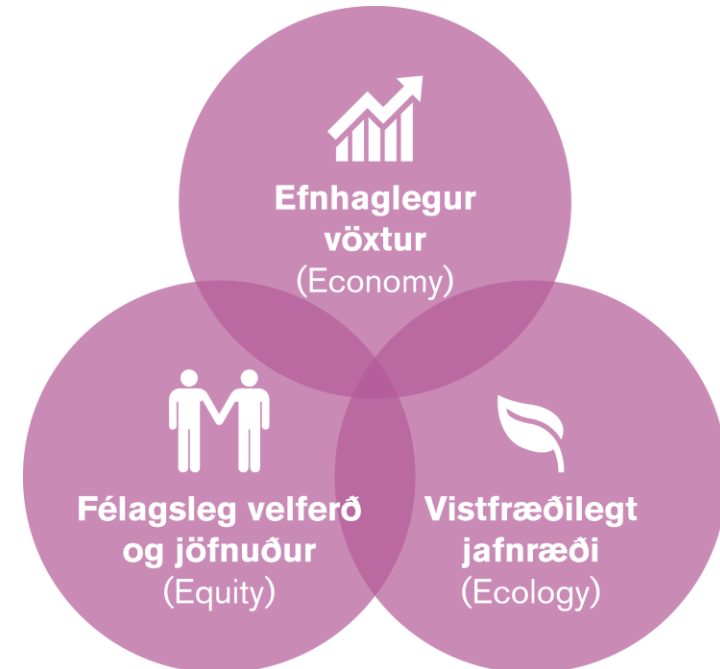 Efnhaglegur
vöxtur
(Economy)
Félagsleg velferð
og jöfnuður
(Equity)
Vistfræðilegt
jafnræði
(Ecology)